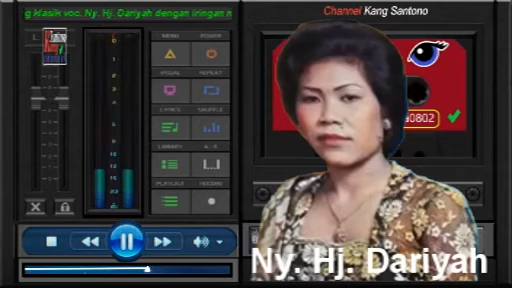 g klasik voc. Ny. Hj. Dariyah dengan iringan m
Channel Kang Santono
MENU
POWER
VISUAL
REPEAT
LYRICS
SHUFFLE
LIBRARY
A - B
PLAYLIST
RECORD
0802
Ny. Hj. Dariyah